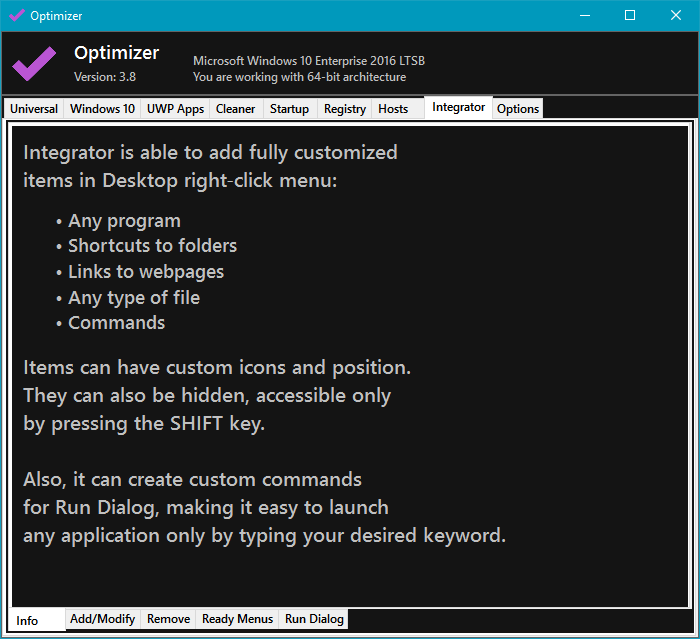 Optimizer
Optimizer
Version: 3.8
Microsoft Windows 10 Enterprise 2016 LTSB
You are working with 64-bit architecture
Universal Windows 10 UWP Apps Cleaner Startup Registry Hosts Integrator Options
Integrator is able to add fully customized
items in Desktop right-click menu:
• Any program
• Shortcuts to folders
• Links to webpages
• Any type of file
• Commands
Items can have custom icons and position.
They can also be hidden, accessible only
by pressing the SHIFT key.
Also, it can create custom commands
for Run Dialog, making it easy to launch
any application only by typing your desired keyword.
Info Add/Modify Remove Ready Menus Run Dialog